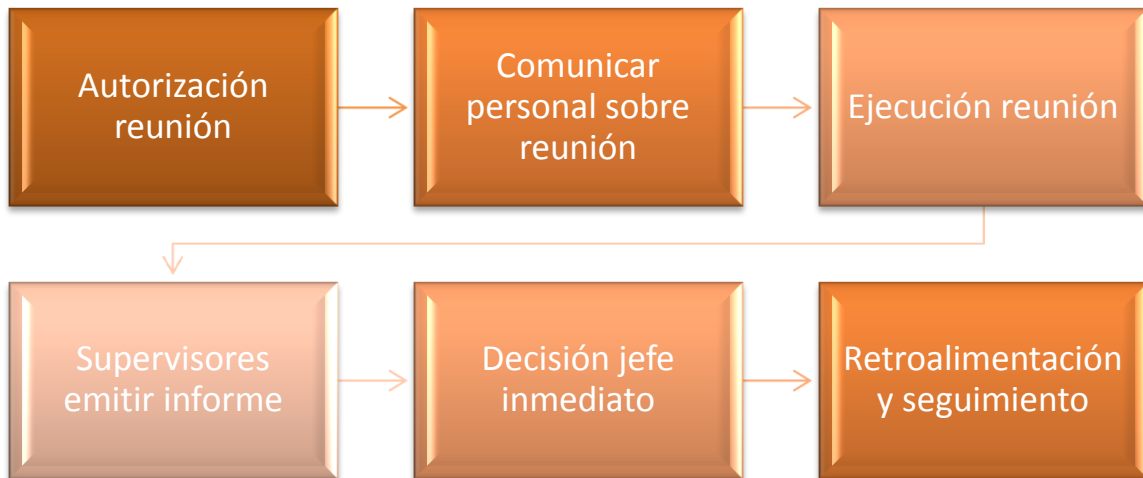 Autorización
reunión
Comunicar
personal sobre
reunión
Ejecución reunión
Supervisores
emitir informe
Decisión jefe
inmediato
Retroalimentación
y seguimiento